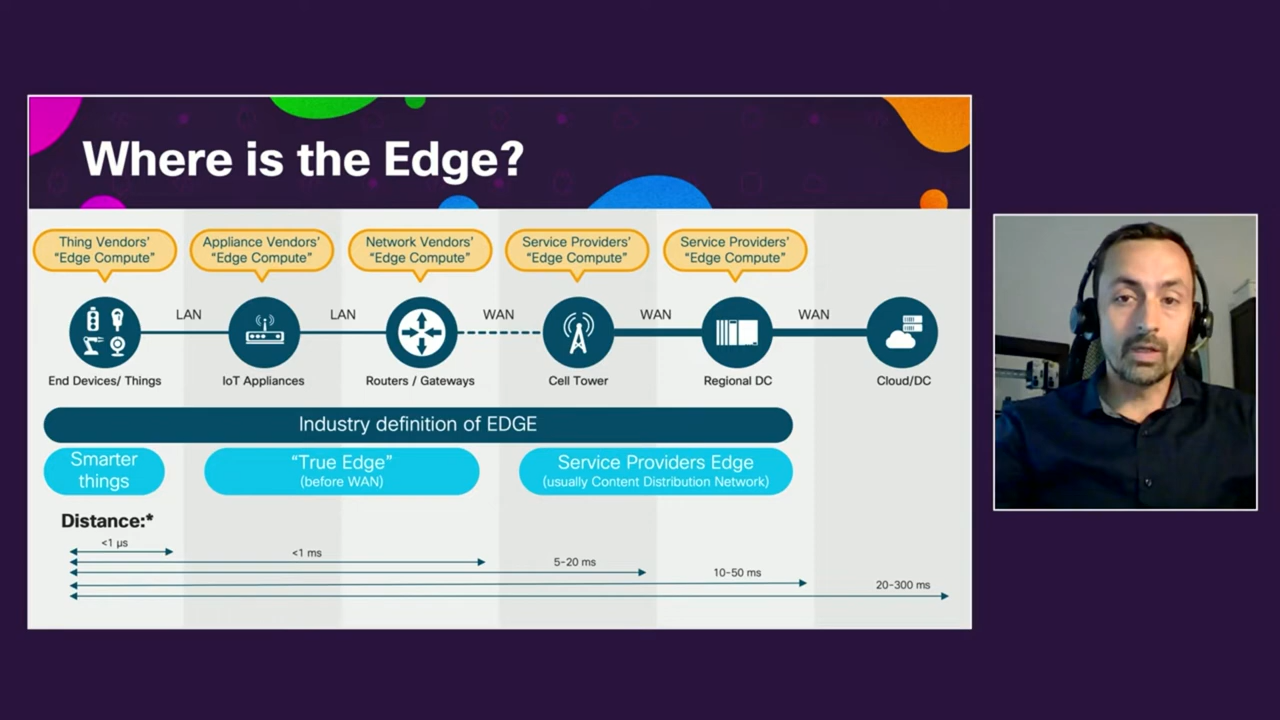 Where is the Edge?
Thing Vendors’
“Edge Compute”
Appliance Vendors’
“Edge Compute”
Network Vendors’
“Edge Compute”
Service Providers’
“Edge Compute”
Service Providers’
“Edge Compute”
LAN
LAN
WAN
WAN
WAN
End Devices/ Things
IoT Appliances
Routers / Gateways
Cell Tower
Regional DC
Cloud/DC
Industry definition of EDGE
Smarter
things
“True Edge”
(before WAN)
Service Providers Edge
(usually Content Distribution Network)
Distance:*
<1 µs
<1 ms
5-20 ms
10-50 ms
20-300 ms